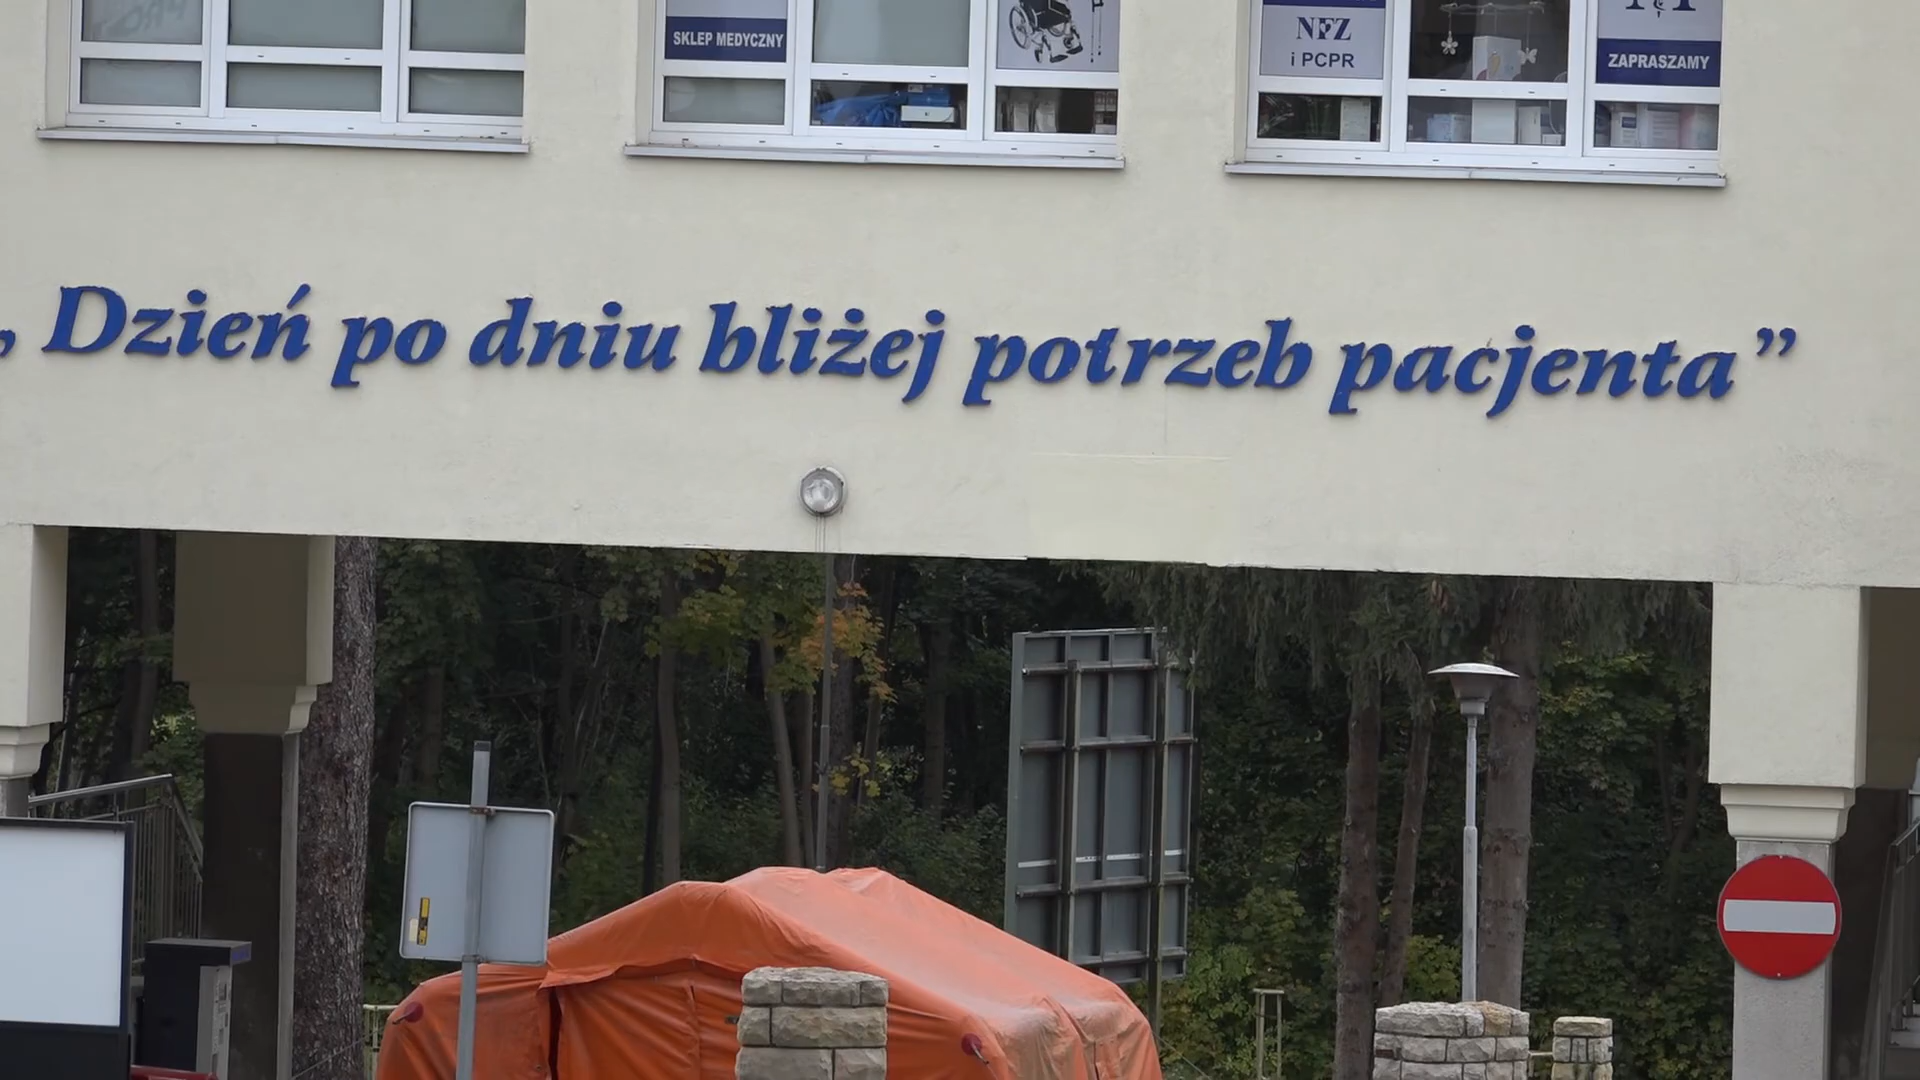 SKLEP MEDYCZNY
NFZ
i PCPR
ZAPRASZAMY
„Dzień po dniu bliżej potrzeb pacjenta”